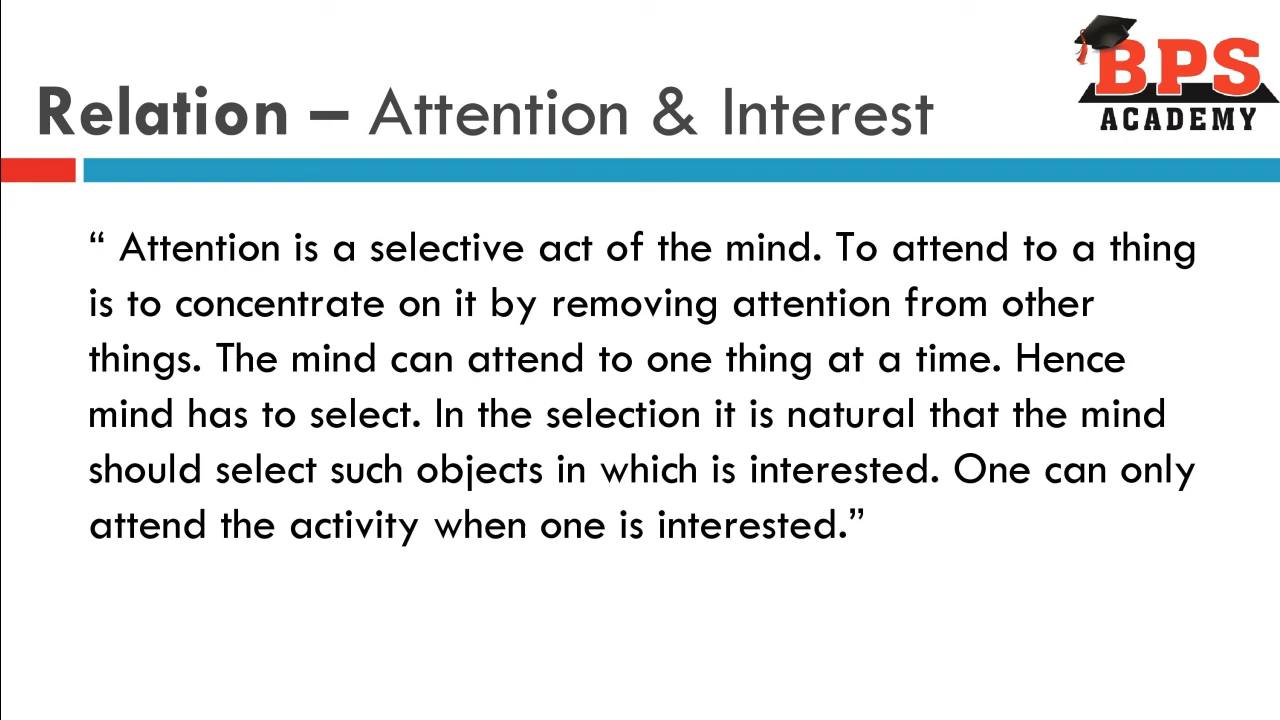 BPS
ACADEMY
Relation – Attention & Interest
“ Attention is a selective act of the mind. To attend to a thing
is to concentrate on it by removing attention from other
things. The mind can attend to one thing at a time. Hence
mind has to select. In the selection it is natural that the mind
should select such objects in which is interested. One can only
attend the activity when one is interested.”